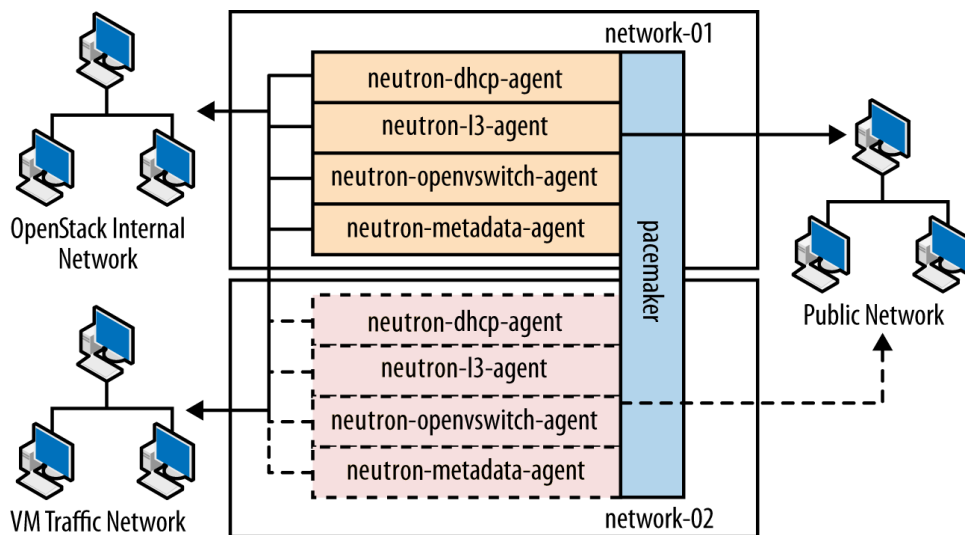 network-01
neutron-dhcp-agent
neutron-l3-agent
neutron-openvswitch-agent
neutron-metadata-agent
pacemaker
OpenStack Internal
Network
Public Network
neutron-dhcp-agent
neutron-l3-agent
neutron-openvswitch-agent
neutron-metadata-agent
VM Traffic Network
network-02